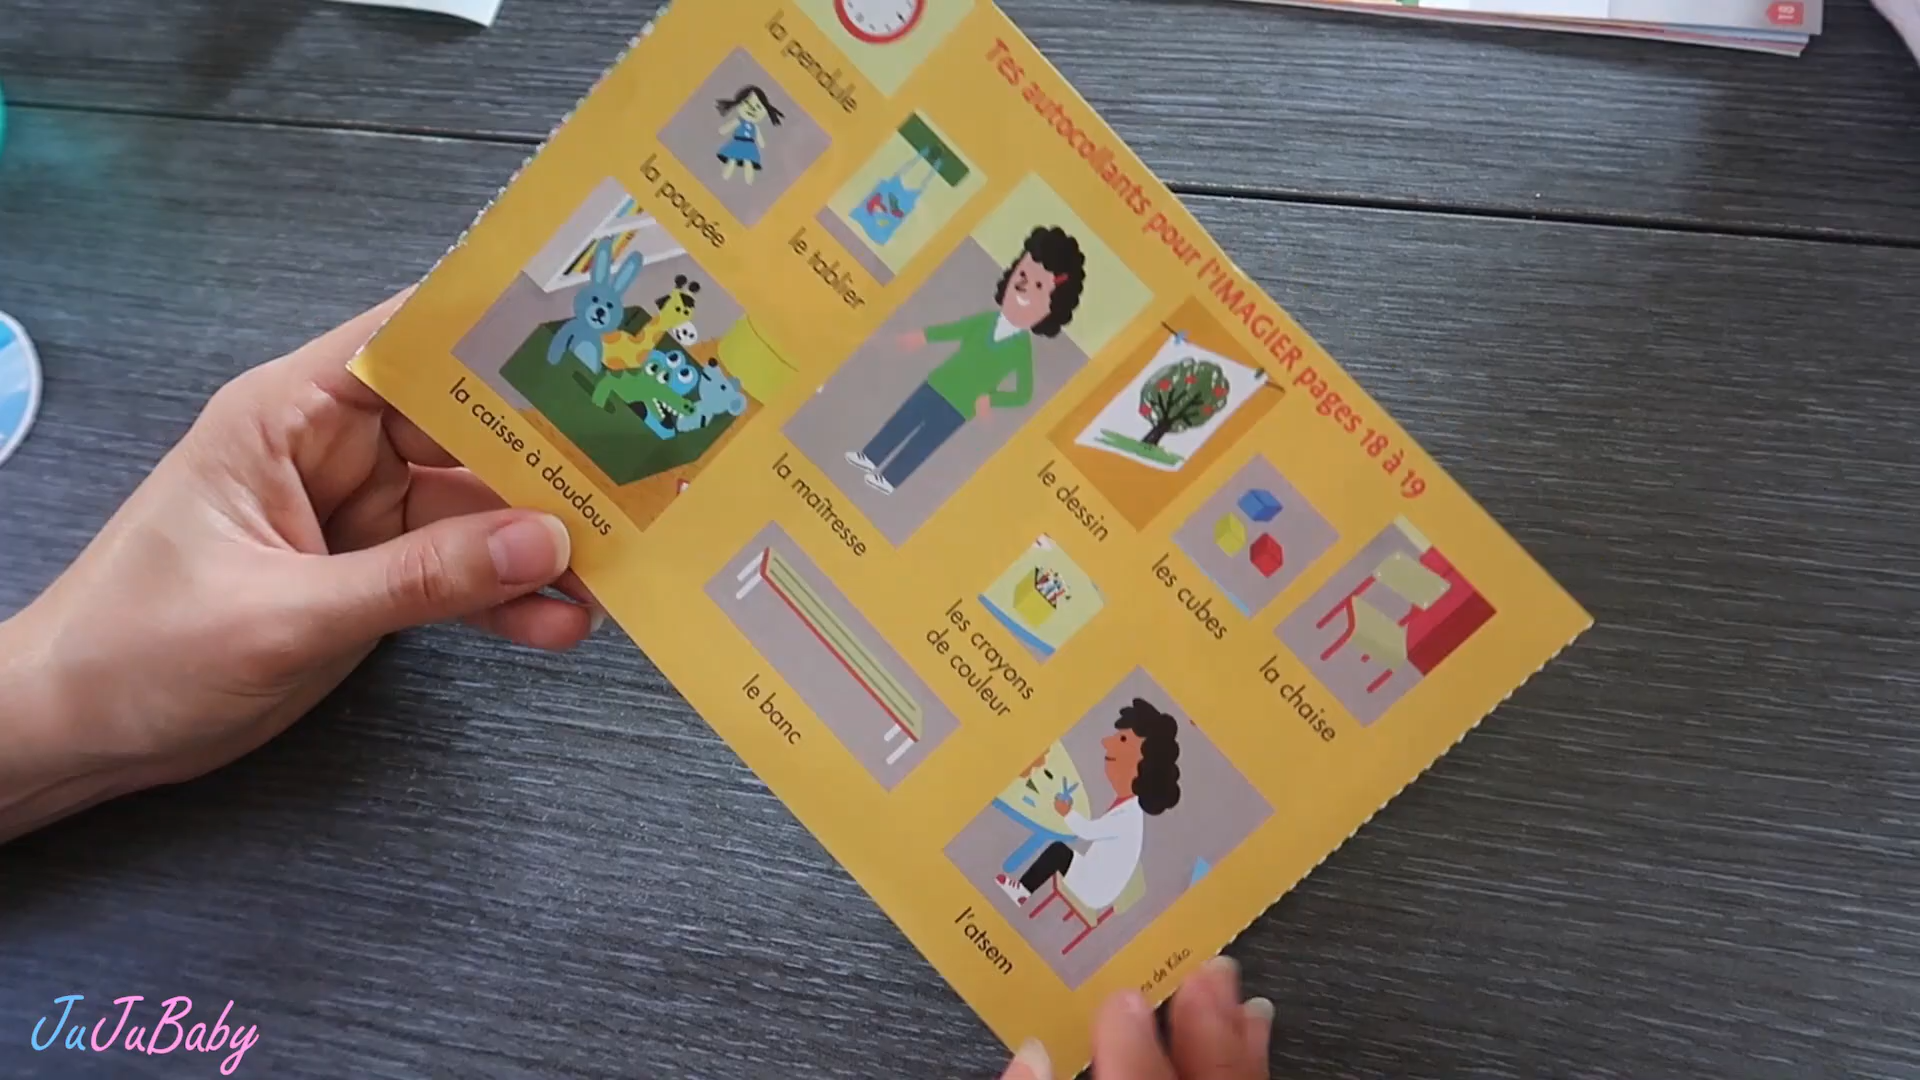 Tes autocollants pour l'IMAGIER pages 18 à 19
la pendule
la poupée
le tablier
la caisse à doudous
la maîtresse
le dessin
les cubes
la chaise
les crayons
de couleur
le banc
l'atsem
de Kiko.
18
JuJuBaby